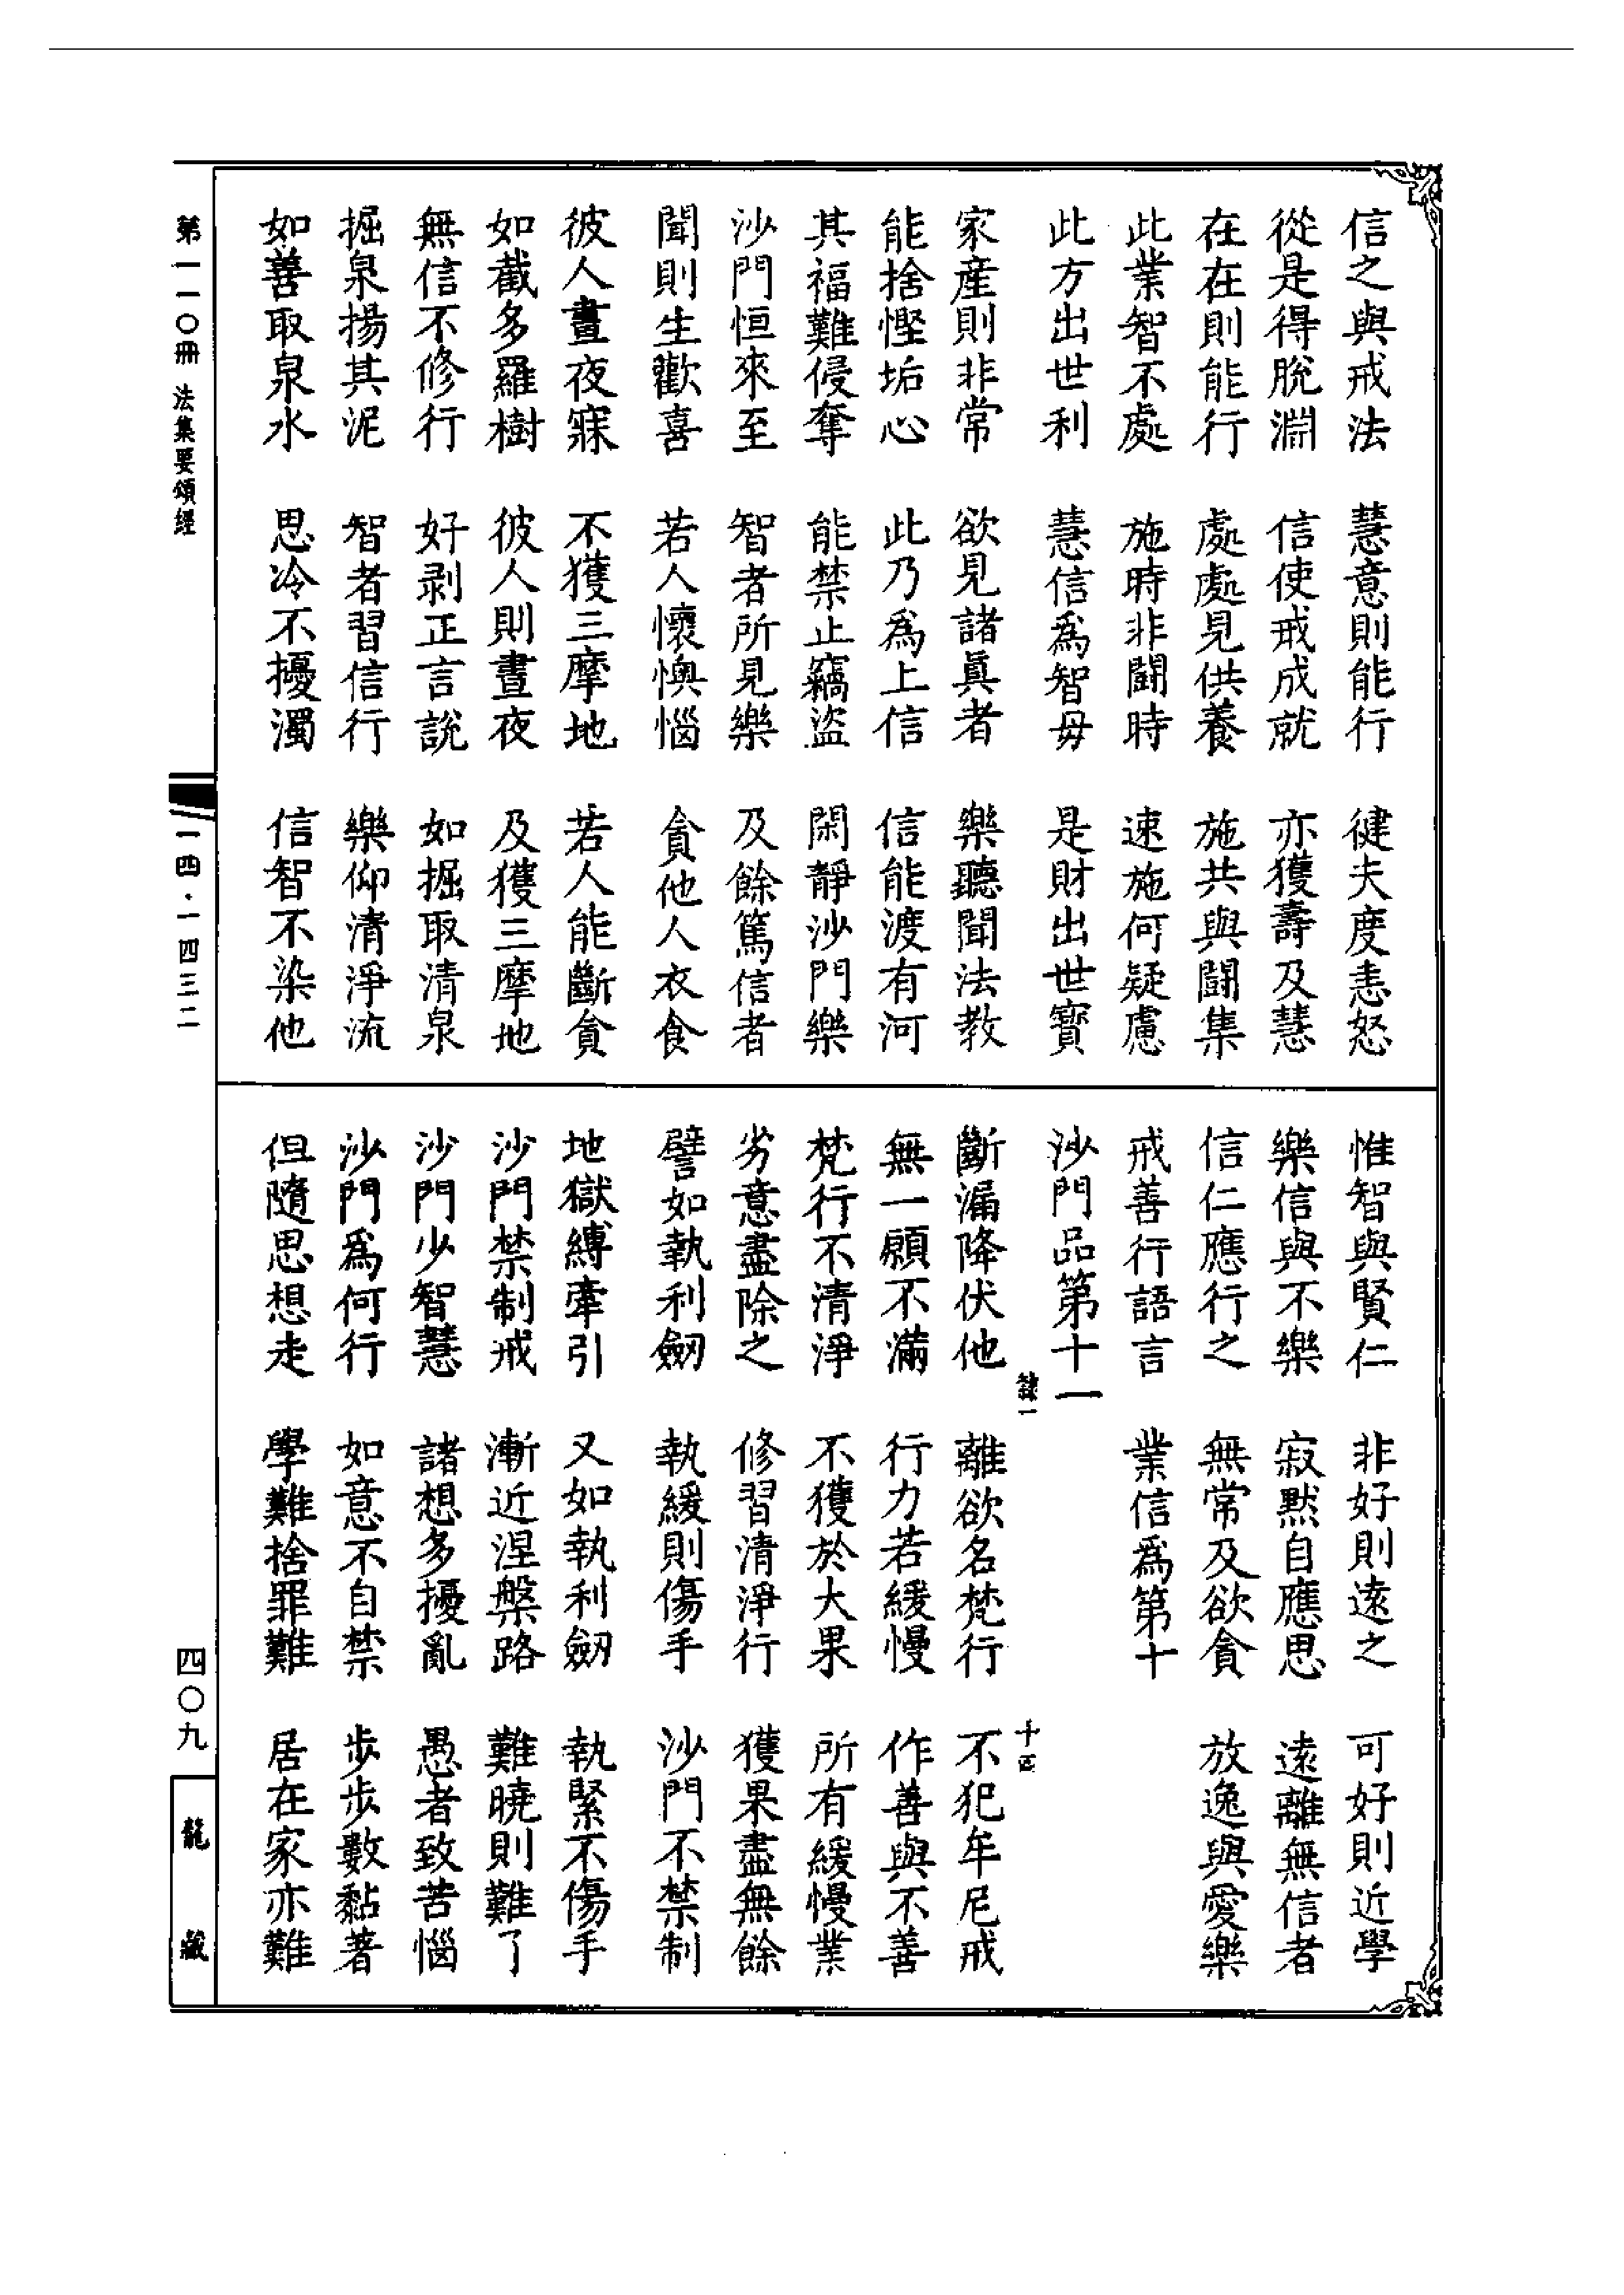 信之與戒法　慧意則能行　健夫度恚怒
從是得脫淵　信使戒成就　亦獲壽及慧
在在則能行　處處見供養　施共與鬪集
此業智不處　施時非鬪時　速施何疑慮
此方出世利　慧信為智毋　是財出世寶
家産則非常　欲見諸眞者　樂聽聞法教
能捨慳垢心　此乃為上信　信能渡有河
其福難侵奪　能禁止竊盜　閑靜沙門樂
沙門恒來至　智者所見樂　及餘篤信者
聞則生歡喜　若人懷懊惱　貪他人衣食
彼人晝夜寐　不獲三摩地　若人能斷貪
如截多羅樹　彼人則晝夜　及獲三摩地
無信不修行　好剥正言說　如掘取清泉
掘泉揚其泥　智者習信行　樂仰清淨流
如善取泉水　思冷不擾濁　信智不染他
惟智與賢仁　非好則遠之　可好則近學
樂信與不樂　寂默自應思　遠離無信者
信仁應行之　無常及欲貪　放逸與愛樂
戒善行語言　業信為第十
沙門品第十一
隸一　十四
斷漏降伏他　離欲名梵行　不犯牟尼戒
無一願不滿　行力若緩慢　作善與不善
梵行不清淨　不獲於大果　所有緩慢業
劣意盡除之　修習清淨行　獲果盡無餘
譬如執利劒　執緩則傷手　沙門不禁制
地獄縛牽引　又如執利劒　執緊不傷手
沙門禁制戒　漸近涅槃路　難曉則難了
沙門少智慧　諸想多擾亂　愚者致苦惱
沙門為何行　如意不自禁　步步數黏著
但隨思想走　學難捨罪難　居在家亦難
第一一〇冊　法集要頌經
一四·一四三二
四〇九
龍藏